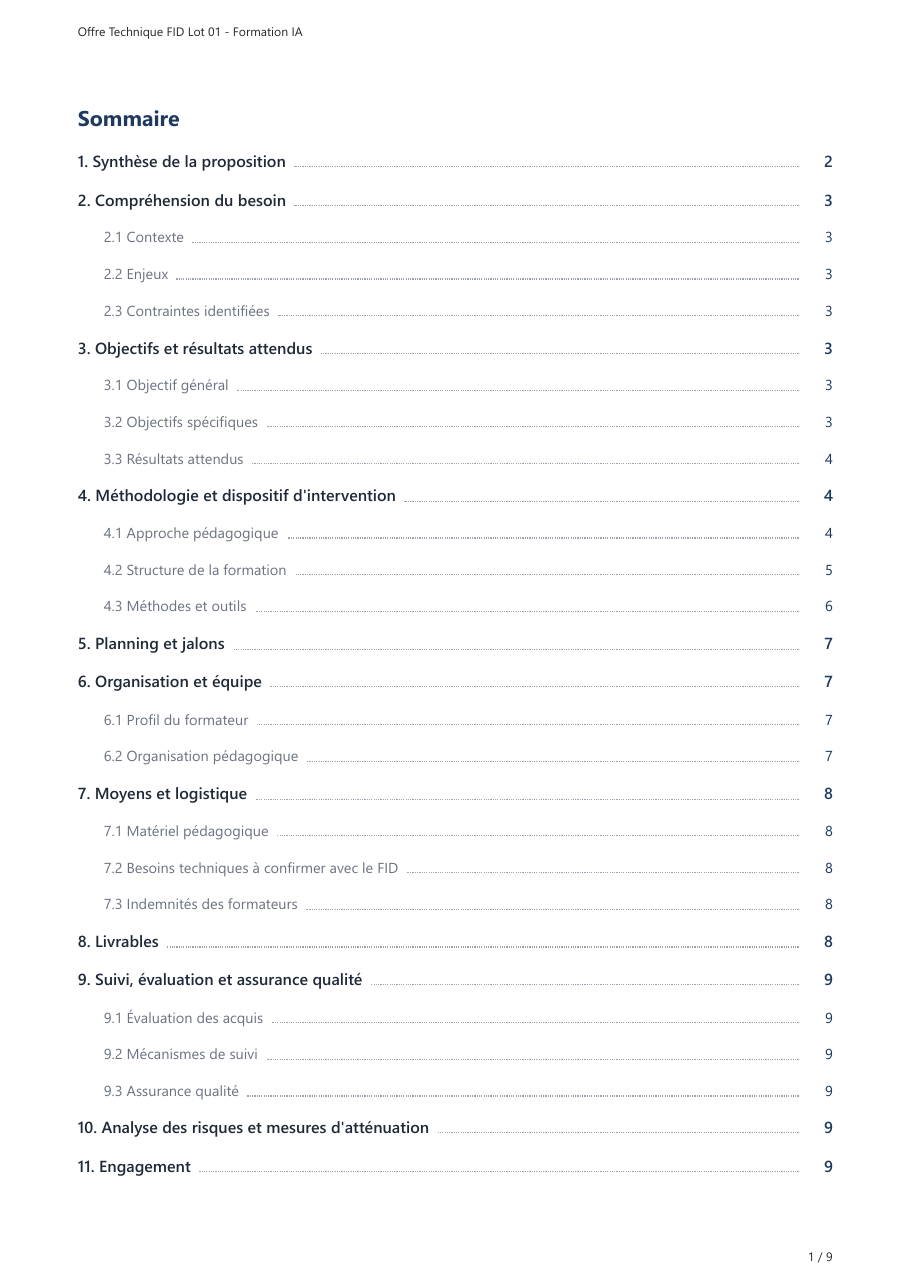 Offre Technique FID Lot 01 - Formation IA
Sommaire
1. Synthèse de la proposition 2
2. Compréhension du besoin 3
2.1 Contexte 3
2.2 Enjeux 3
2.3 Contraintes identifiées 3
3. Objectifs et résultats attendus 3
3.1 Objectif général 3
3.2 Objectifs spécifiques 3
3.3 Résultats attendus 4
4. Méthodologie et dispositif d'intervention 4
4.1 Approche pédagogique 4
4.2 Structure de la formation 5
4.3 Méthodes et outils 6
5. Planning et jalons 7
6. Organisation et équipe 7
6.1 Profil du formateur 7
6.2 Organisation pédagogique 7
7. Moyens et logistique 8
7.1 Matériel pédagogique 8
7.2 Besoins techniques à confirmer avec le FID 8
7.3 Indemnités des formateurs 8
8. Livrables 8
9. Suivi, évaluation et assurance qualité 9
9.1 Évaluation des acquis 9
9.2 Mécanismes de suivi 9
9.3 Assurance qualité 9
10. Analyse des risques et mesures d'atténuation 9
11. Engagement 9
1 / 9